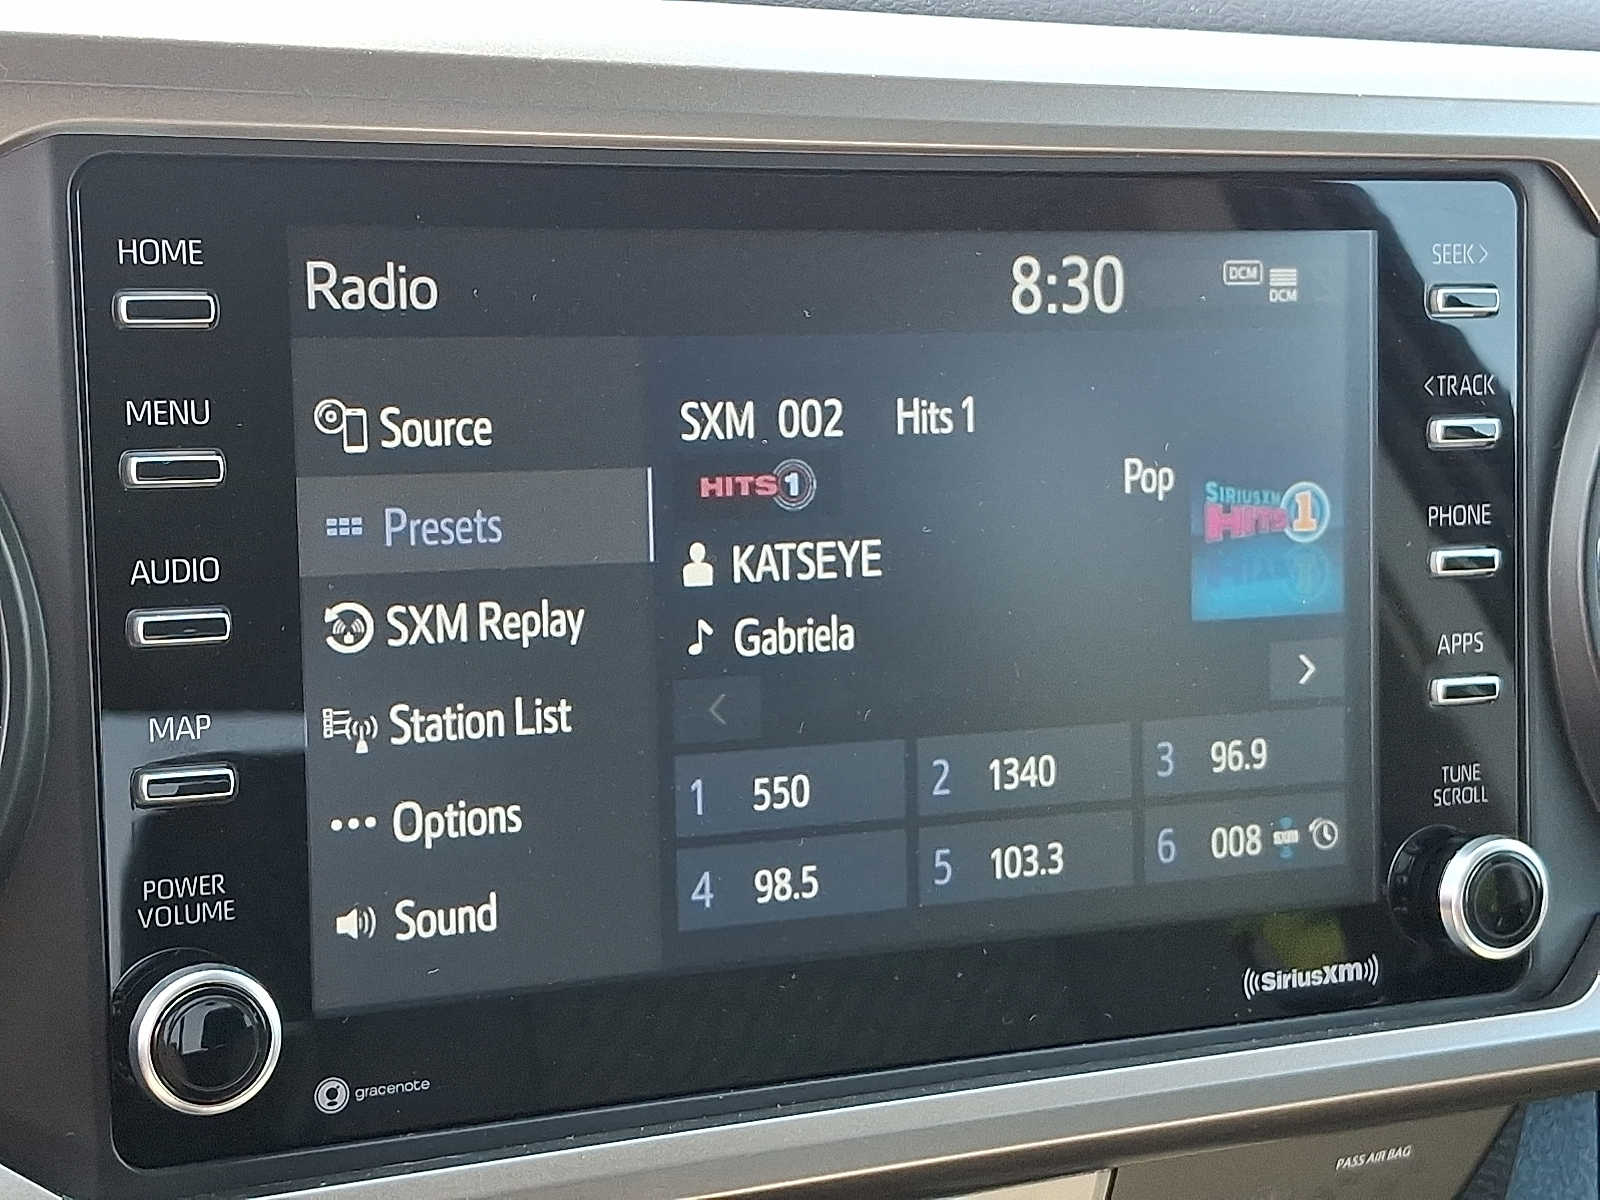 HOME
MENU
AUDIO
MAP
POWER
VOLUME
Radio
8:30
DCM
DCM
Source
Presets
SXM Replay
Station List
Options
Sound
SXM 002 Hits 1
HITS 1
Pop
SIRIUSXM
HITS 1
KATSEYE
Gabriela
1 550
2 1340
3 96.9
4 98.5
5 103.3
6 008 SXM
SEEK >
< TRACK
PHONE
APPS
TUNE
SCROLL
((SiriusXM))
gracenote
PASS AIR BAG